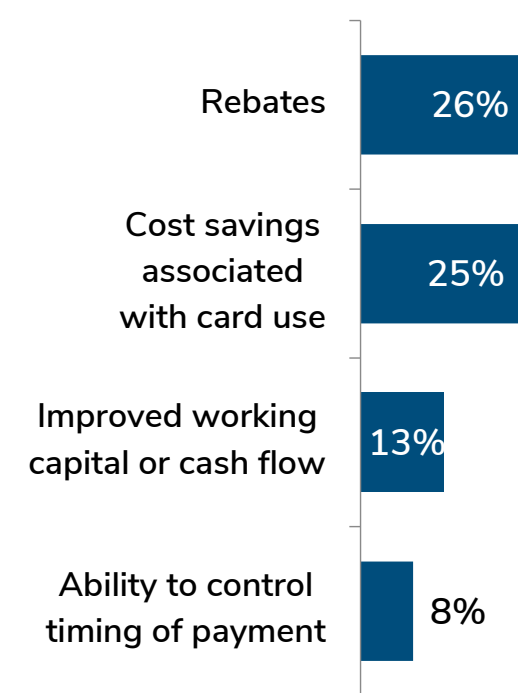 Rebates
26%
Cost savings
associated
with card use
25%
Improved working
capital or cash flow
13%
Ability to control
timing of payment
8%